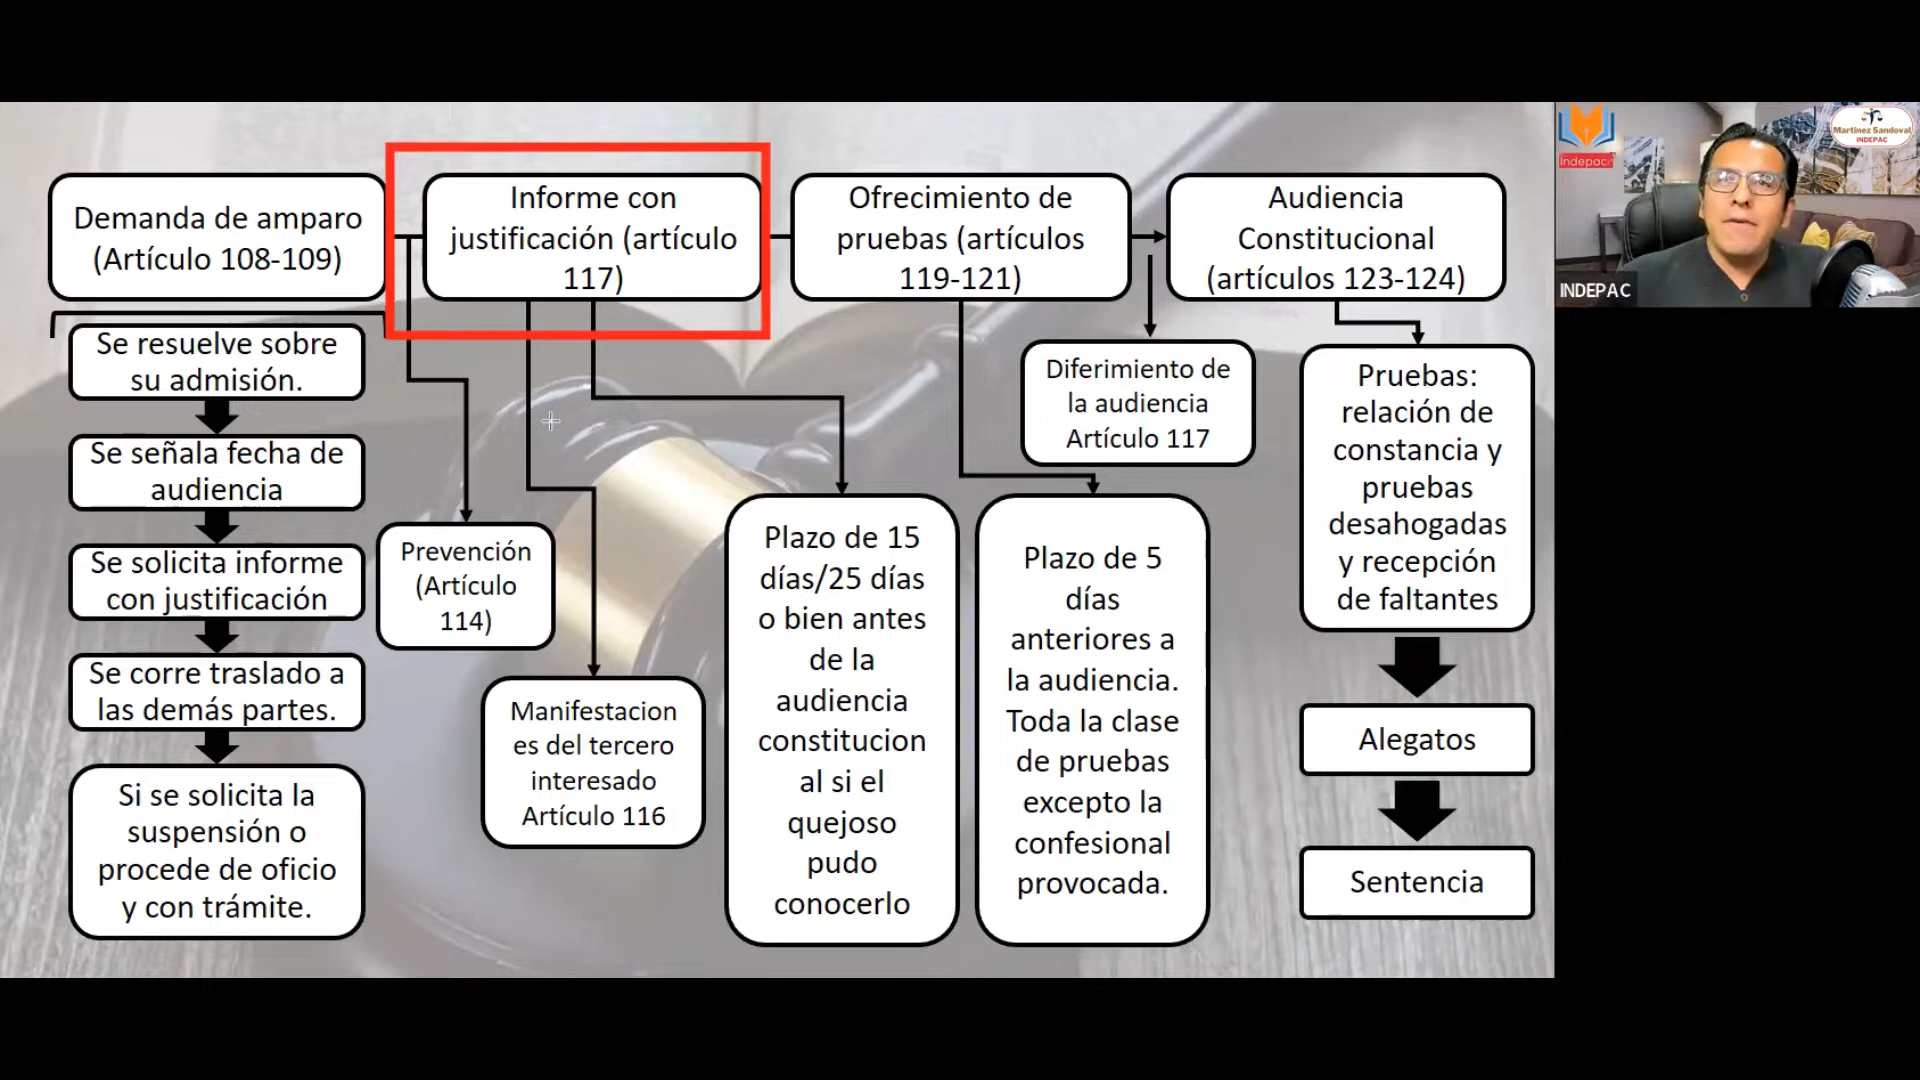 Demanda de amparo
(Artículo 108-109)
Informe con
justificación (artículo
117)
Ofrecimiento de
pruebas (artículos
119-121)
Audiencia
Constitucional
(artículos 123-124)
Se resuelve sobre
su admisión.
Se señala fecha de
audiencia
Se solicita informe
con justificación
Se corre traslado a
las demás partes.
Si se solicita la
suspensión o
procede de oficio
y con trámite.
Prevención
(Artículo
114)
Manifestacion
es del tercero
interesado
Artículo 116
Plazo de 15
días/25 días
o bien antes
de la
audiencia
constitucion
al si el
quejoso
pudo
conocerlo
Plazo de 5
días
anteriores a
la audiencia.
Toda la clase
de pruebas
excepto la
confesional
provocada.
Diferimiento de
la audiencia
Artículo 117
Pruebas:
relación de
constancia y
pruebas
desahogadas
y recepción
de faltantes
Alegatos
Sentencia
Indepac
Martínez Sandoval
INDEPAC
INDEPAC